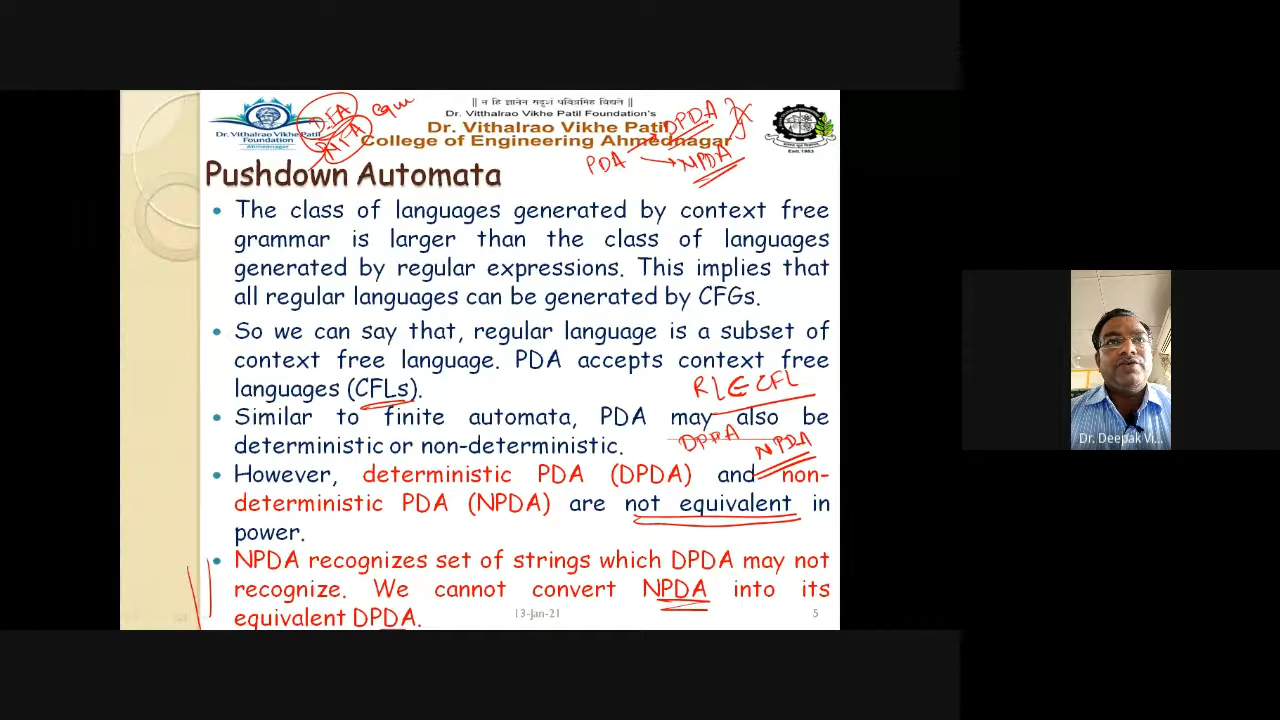 || न हि ज्ञानेन सदृशं पवित्रमिह विद्यते ||
Dr. Vitthalrao Vikhe Patil Foundation's
Dr. Vithalrao Vikhe Patil
College of Engineering Ahmednagar
Dr. Vithalrao Vikhe Patil
Foundation
Ahmednagar
Estd.1983
DFA
equ
PDA
DPDA
NPDA
Pushdown Automata
• The class of languages generated by context free
grammar is larger than the class of languages
generated by regular expressions. This implies that
all regular languages can be generated by CFGs.
• So we can say that, regular language is a subset of
context free language. PDA accepts context free
languages (CFLs).
RL ∈ CFL
• Similar to finite automata, PDA may also be
deterministic or non-deterministic.
DPDA
NPDA
• However, deterministic PDA (DPDA) and non-
deterministic PDA (NPDA) are not equivalent in
power.
• NPDA recognizes set of strings which DPDA may not
recognize. We cannot convert NPDA into its
equivalent DPDA.
13-Jan-21
5
Dr. Deepak Vi...